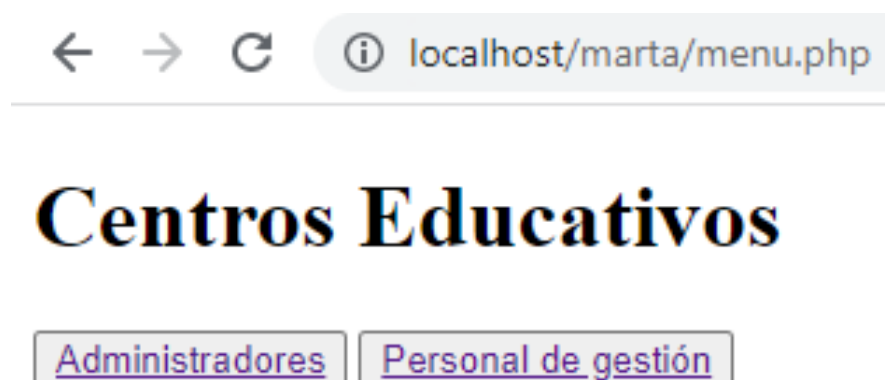 localhost/marta/menu.php
Centros Educativos
Administradores Personal de gestión